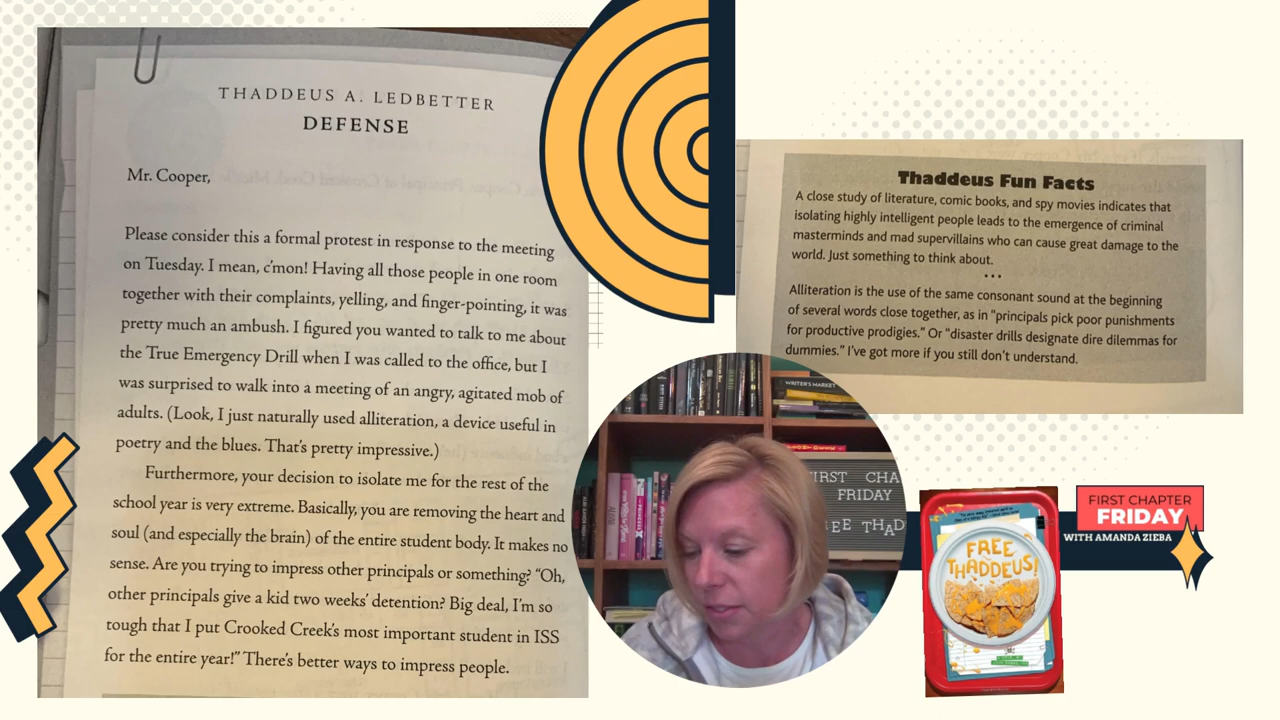 THADDEUS A. LEDBETTER
DEFENSE
Mr. Cooper,
Please consider this a formal protest in response to the meeting
on Tuesday. I mean, c'mon! Having all those people in one room
together with their complaints, yelling, and finger-pointing, it was
pretty much an ambush. I figured you wanted to talk to me about
the True Emergency Drill when I was called to the office, but I
was surprised to walk into a meeting of an angry, agitated mob of
adults. (Look, I just naturally used alliteration, a device useful in
poetry and the blues. That's pretty impressive.)
Furthermore, your decision to isolate me for the rest of the
school year is very extreme. Basically, you are removing the heart and
soul (and especially the brain) of the entire student body. It makes no
sense. Are you trying to impress other principals or something? “Oh,
other principals give a kid two weeks' detention? Big deal, I'm so
tough that I put Crooked Creek's most important student in ISS
for the entire year!” There's better ways to impress people.
Thaddeus Fun Facts
A close study of literature, comic books, and spy movies indicates that
isolating highly intelligent people leads to the emergence of criminal
masterminds and mad supervillains who can cause great damage to the
world. Just something to think about.
• • •
Alliteration is the use of the same consonant sound at the beginning
of several words close together, as in “principals pick poor punishments
for productive prodigies.” Or “disaster drills designate dire dilemmas for
dummies.” I've got more if you still don't understand.
WRITER'S MARKET
FIRST CHA
FRIDAY
EE THAD
FREE
THADDEUS!
FIRST CHAPTER
FRIDAY
WITH AMANDA ZIEBA